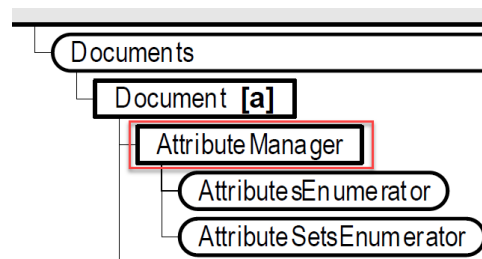 Documents
Document [a]
AttributeManager
AttributesEnumerator
AttributeSetsEnumerator